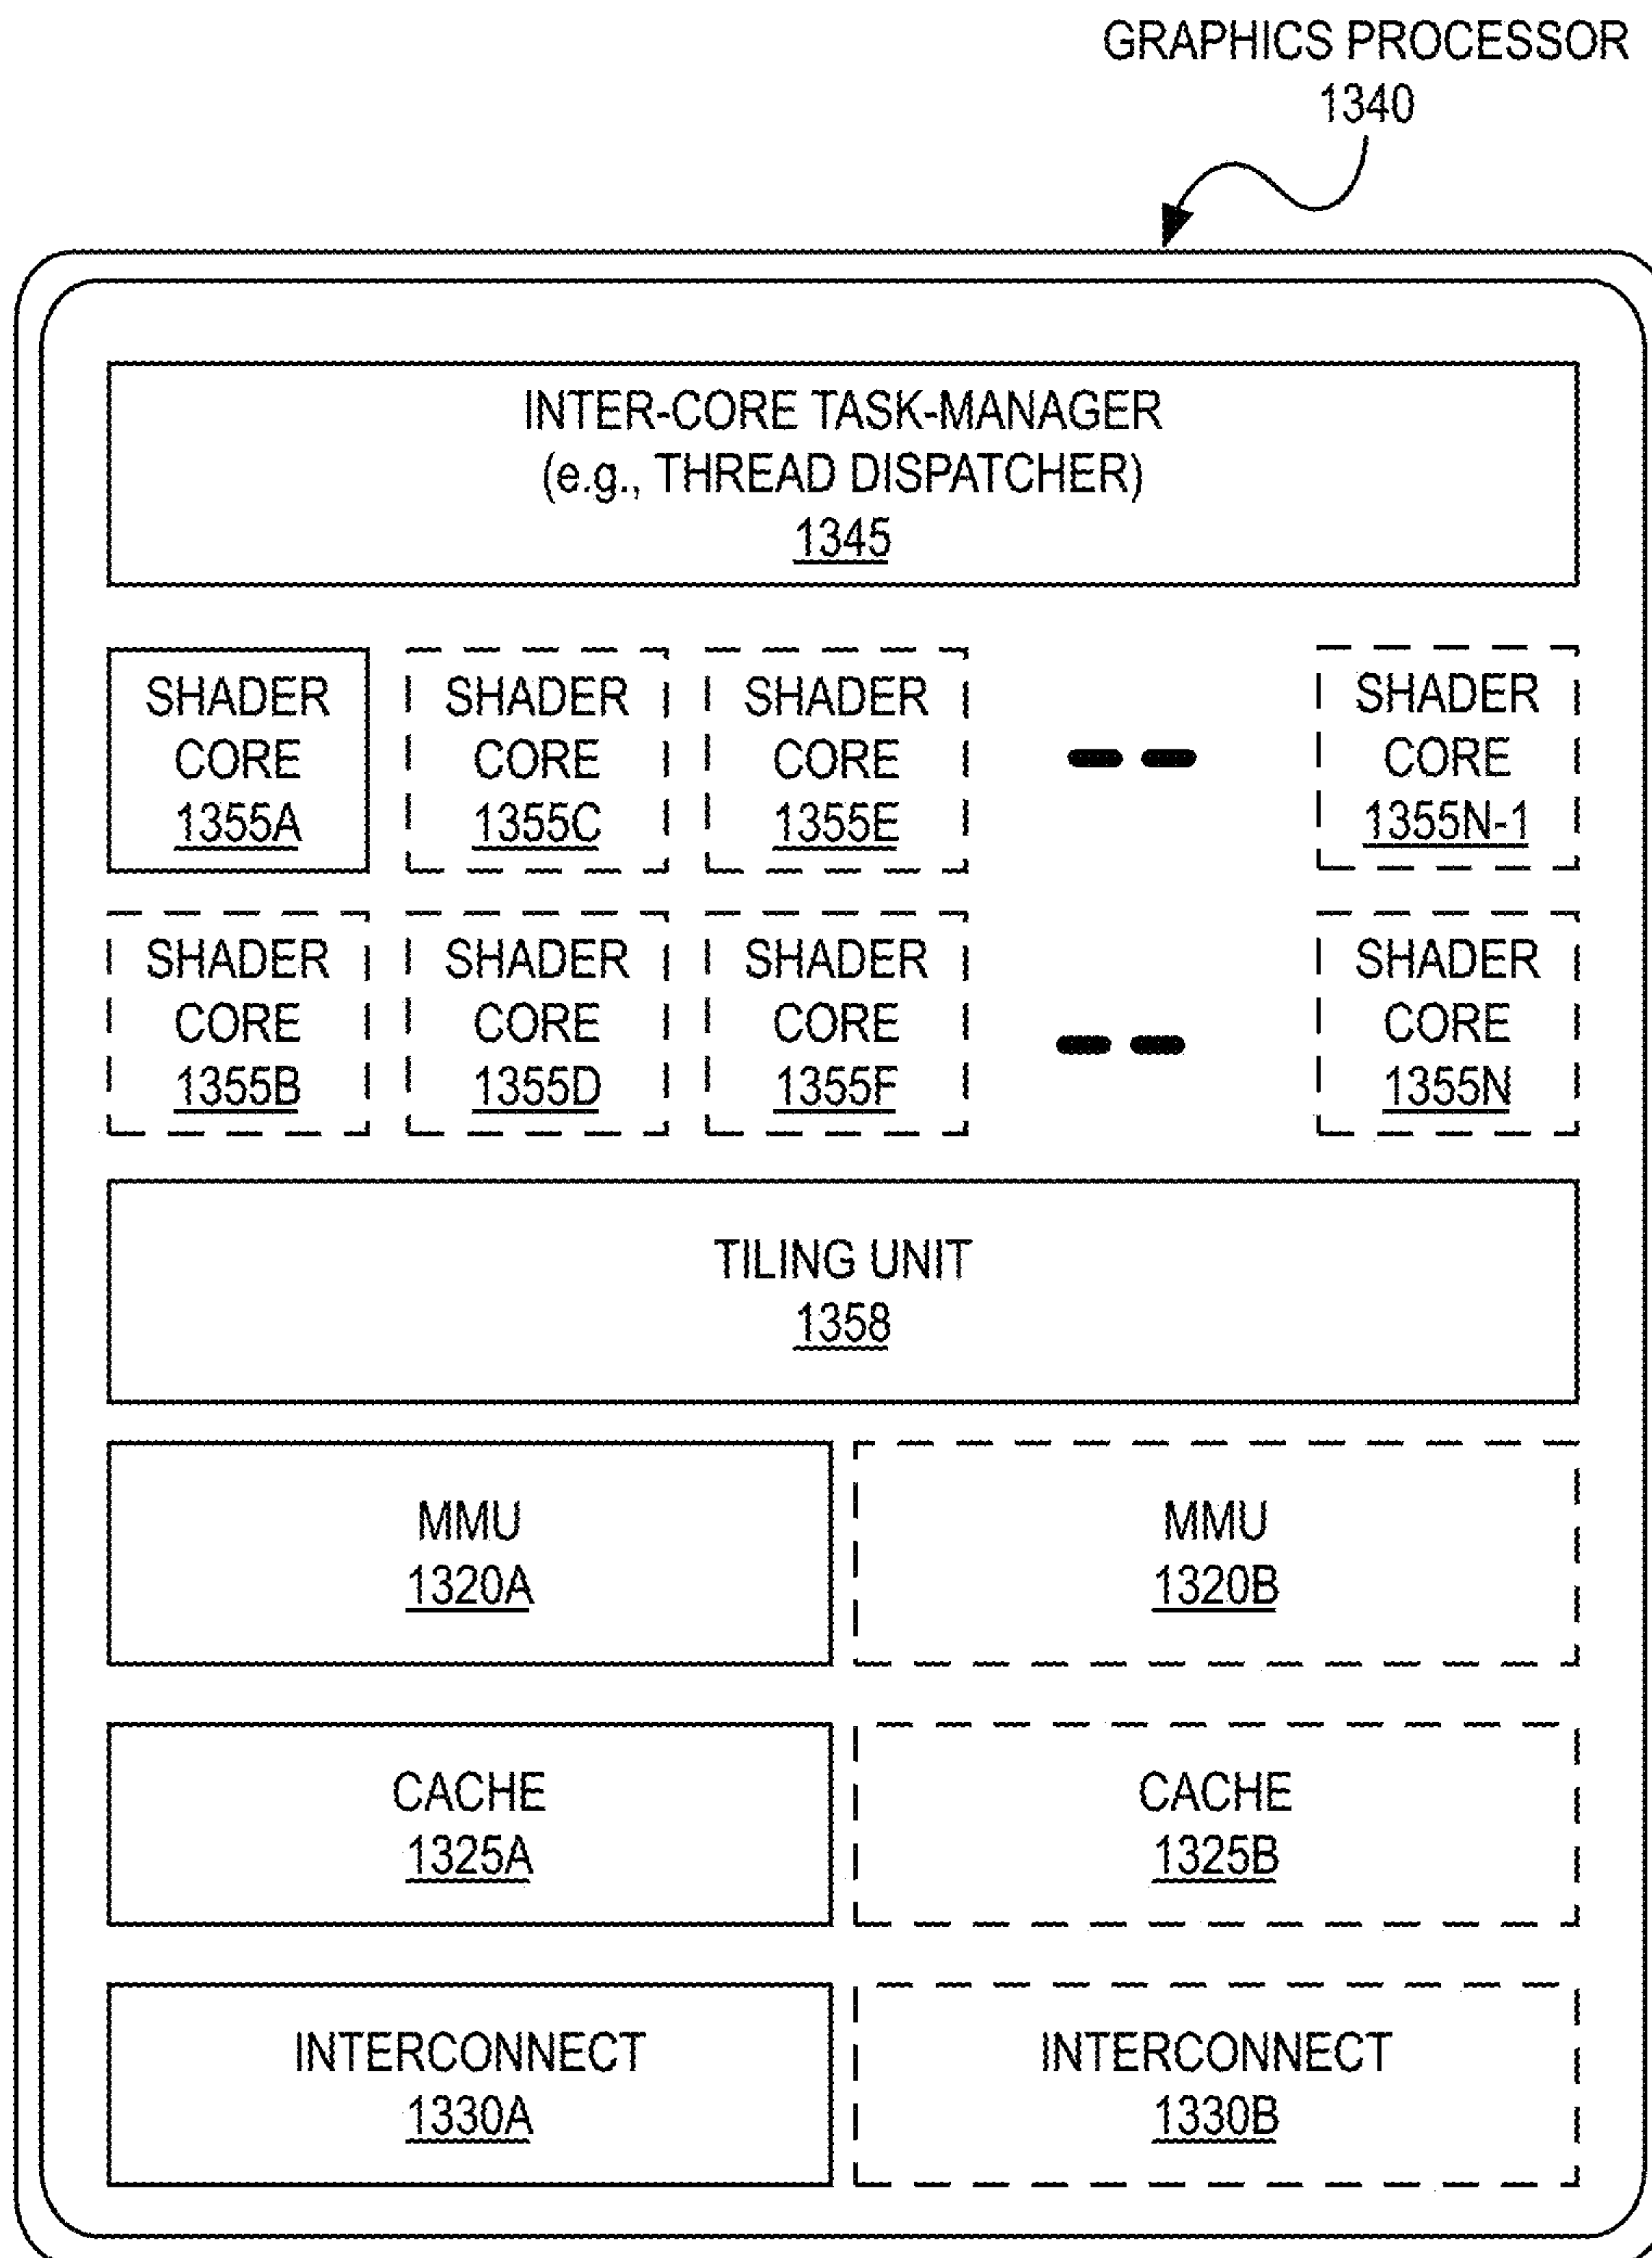 GRAPHICS PROCESSOR
1340
INTER-CORE TASK-MANAGER
(e.g., THREAD DISPATCHER)
1345
SHADER
CORE
1355A
SHADER
CORE
1355C
SHADER
CORE
1355E
SHADER
CORE
1355N-1
SHADER
CORE
1355B
SHADER
CORE
1355D
SHADER
CORE
1355F
SHADER
CORE
1355N
TILING UNIT
1358
MMU
1320A
MMU
1320B
CACHE
1325A
CACHE
1325B
INTERCONNECT
1330A
INTERCONNECT
1330B